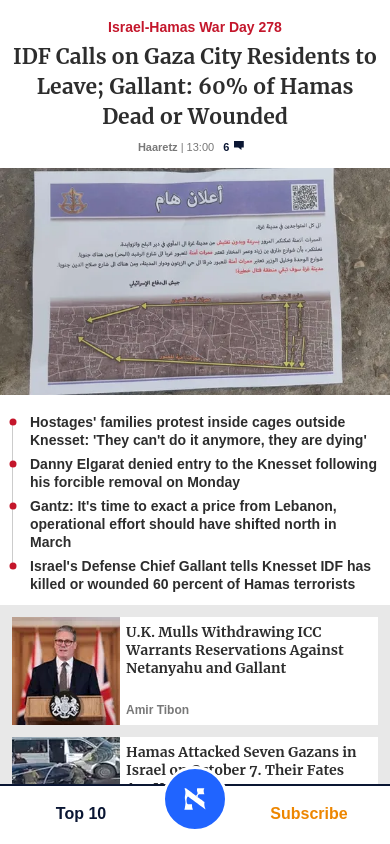 Israel-Hamas War Day 278
IDF Calls on Gaza City Residents to
Leave; Gallant: 60% of Hamas
Dead or Wounded
Haaretz | 13:00 6
أعلان هام
الى كل المتواجدين في مدينة غزة،
جيش الدفاع الإسرائيلي
Hostages' families protest inside cages outside
Knesset: 'They can't do it anymore, they are dying'
Danny Elgarat denied entry to the Knesset following
his forcible removal on Monday
Gantz: It's time to exact a price from Lebanon,
operational effort should have shifted north in
March
Israel's Defense Chief Gallant tells Knesset IDF has
killed or wounded 60 percent of Hamas terrorists
U.K. Mulls Withdrawing ICC
Warrants Reservations Against
Netanyahu and Gallant
Amir Tibon
Hamas Attacked Seven Gazans in
Israel on October 7. Their Fates
Top 10
Subscribe